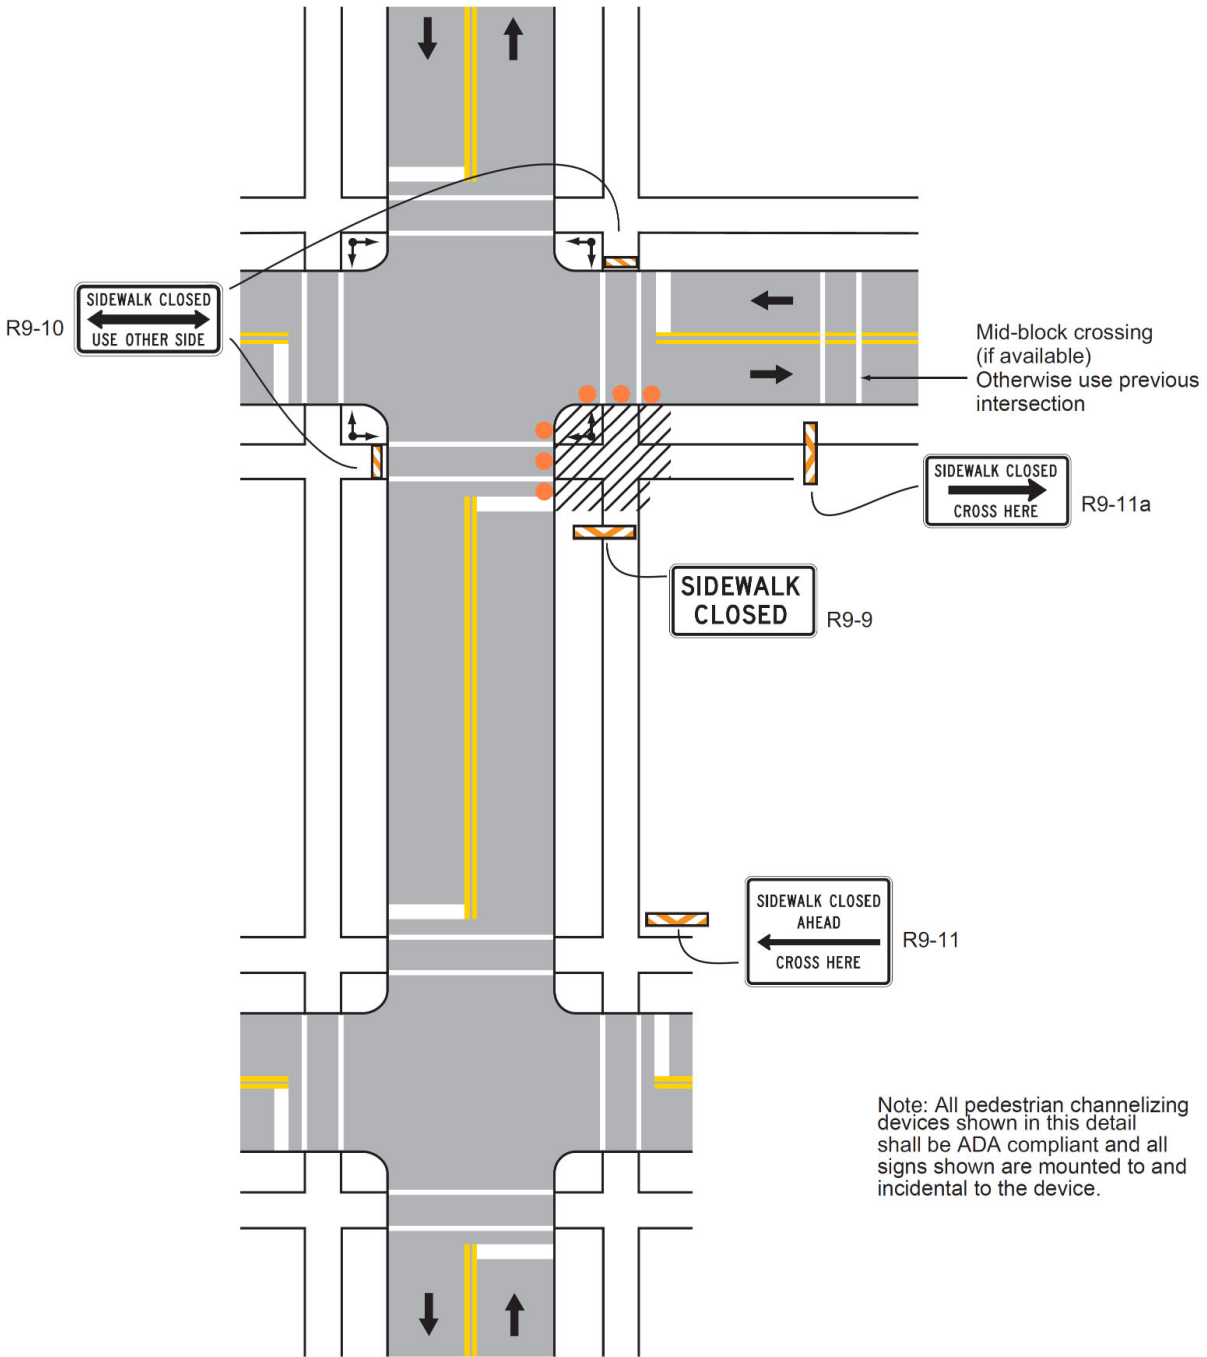 R9-10
SIDEWALK CLOSED
USE OTHER SIDE
Mid-block crossing
(if available)
Otherwise use previous
intersection
SIDEWALK CLOSED
CROSS HERE
R9-11a
SIDEWALK
CLOSED
R9-9
SIDEWALK CLOSED
AHEAD
CROSS HERE
R9-11
Note: All pedestrian channelizing
devices shown in this detail
shall be ADA compliant and all
signs shown are mounted to and
incidental to the device.